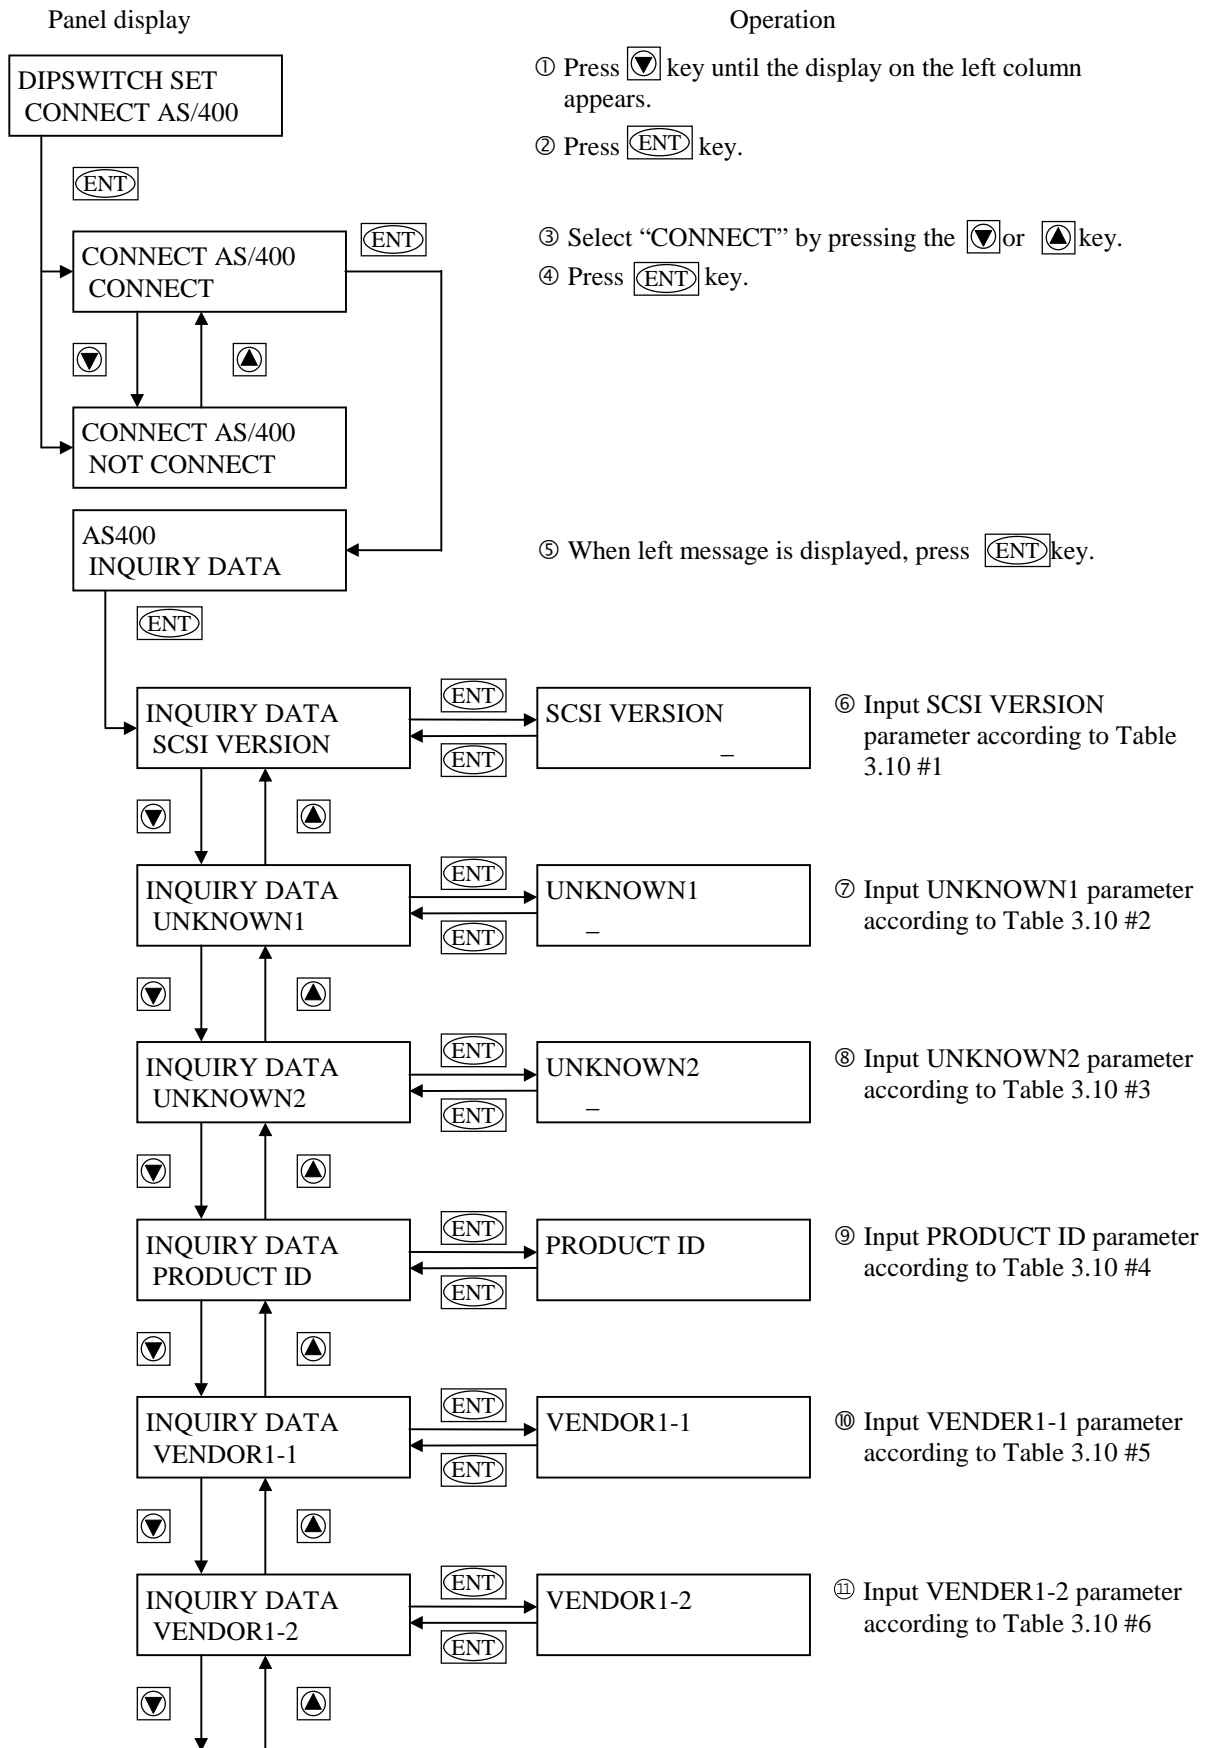 Panel display
Operation
DIPSWITCH SET
CONNECT AS/400
① Press ▼ key until the display on the left column
appears.
② Press ENT key.
ENT
CONNECT AS/400
CONNECT
ENT
③ Select “CONNECT” by pressing the ▼ or ▲ key.
④ Press ENT key.
CONNECT AS/400
NOT CONNECT
AS400
INQUIRY DATA
⑤ When left message is displayed, press ENT key.
ENT
INQUIRY DATA
SCSI VERSION
ENT
ENT
SCSI VERSION
_
⑥ Input SCSI VERSION
parameter according to Table
3.10 #1
INQUIRY DATA
UNKNOWN1
ENT
ENT
UNKNOWN1
_
⑦ Input UNKNOWN1 parameter
according to Table 3.10 #2
INQUIRY DATA
UNKNOWN2
ENT
ENT
UNKNOWN2
_
⑧ Input UNKNOWN2 parameter
according to Table 3.10 #3
INQUIRY DATA
PRODUCT ID
ENT
ENT
PRODUCT ID
⑨ Input PRODUCT ID parameter
according to Table 3.10 #4
INQUIRY DATA
VENDOR1-1
ENT
ENT
VENDOR1-1
⑩ Input VENDER1-1 parameter
according to Table 3.10 #5
INQUIRY DATA
VENDOR1-2
ENT
ENT
VENDOR1-2
⑪ Input VENDER1-2 parameter
according to Table 3.10 #6